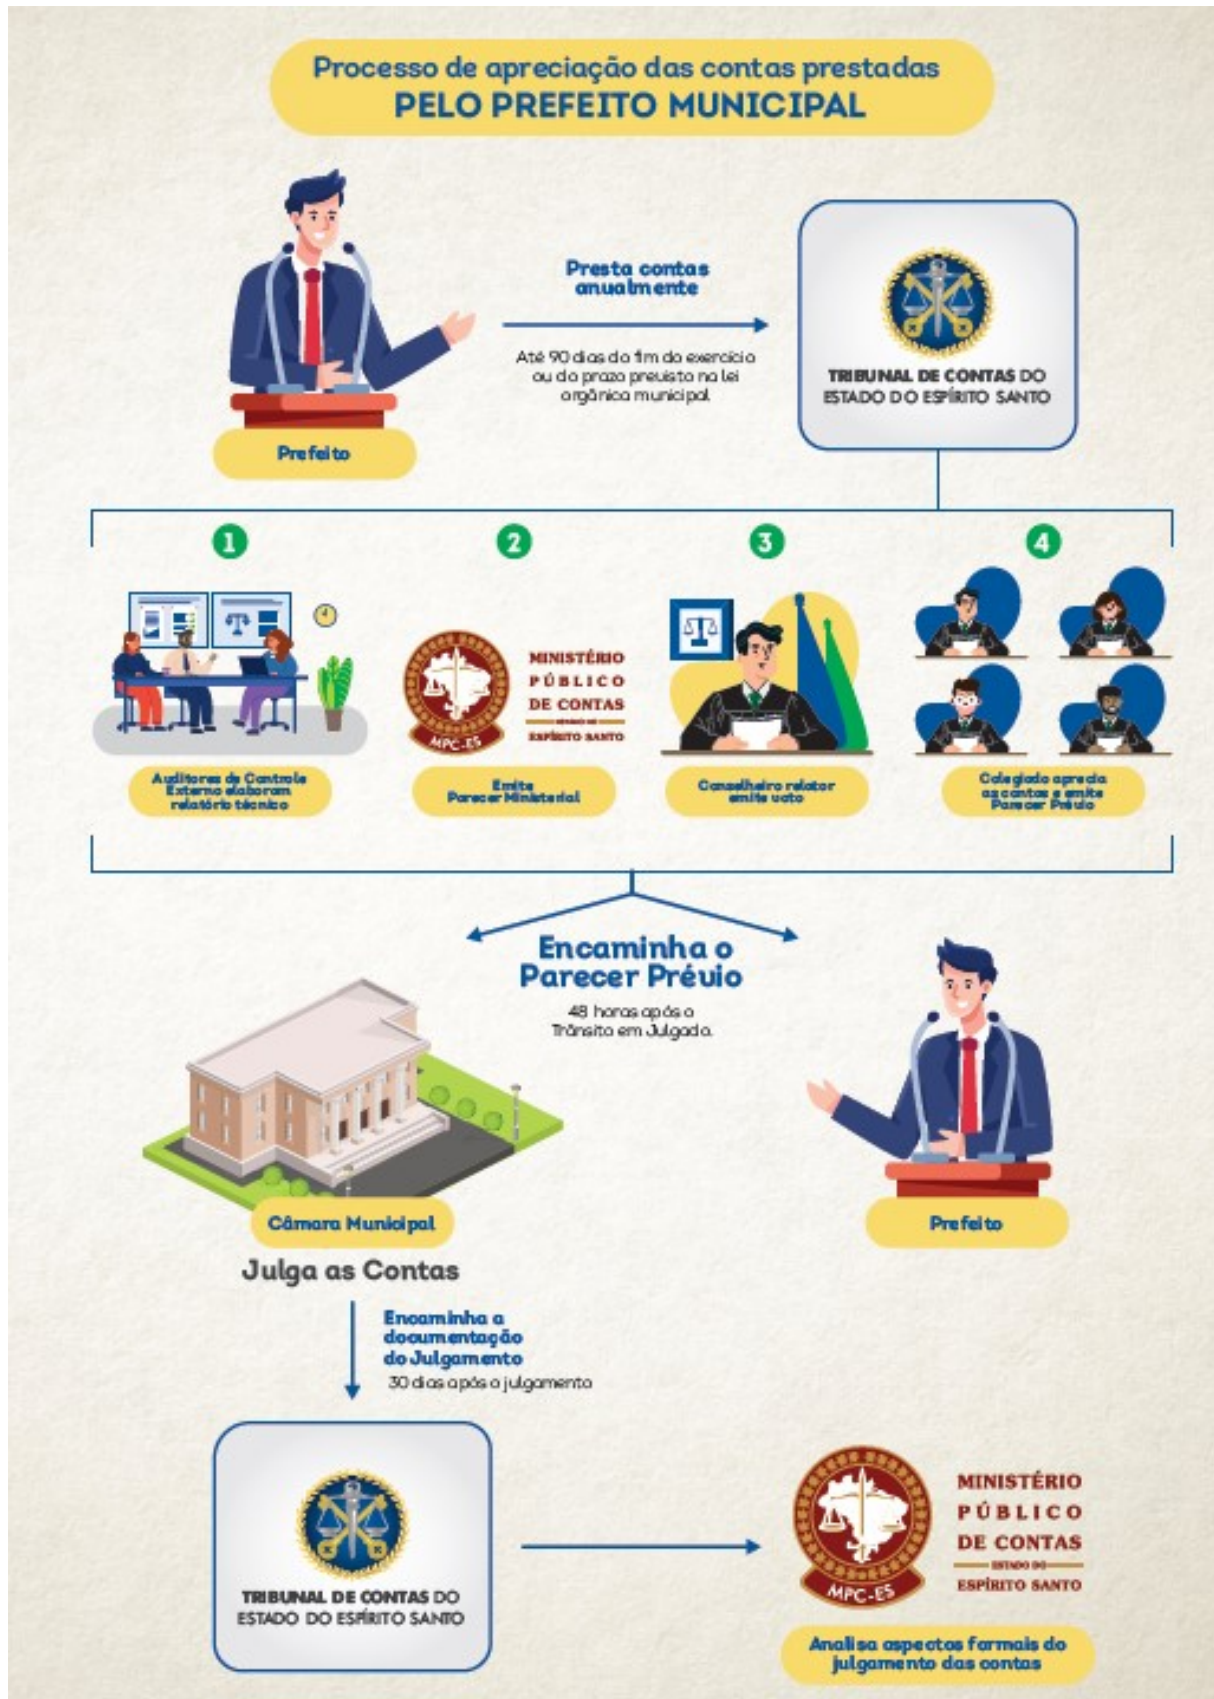 Processo de apreciação das contas prestadas
PELO PREFEITO MUNICIPAL
Presta contas
anualmente
Até 90 dias do fim do exercício
ou do prazo previsto na lei
orgânica municipal
TRIBUNAL DE CONTAS DO
ESTADO DO ESPÍRITO SANTO
Prefeito
1
2
3
4
MINISTÉRIO
PÚBLICO
DE CONTAS
ESTADO DO
ESPÍRITO SANTO
MPC-ES
Auditores de Controle
Externo elaboram
relatório técnico
Emite
Parecer Ministerial
Conselheiro relator
emite voto
Colegiado aprecia
as contas e emite
Parecer Prévio
Encaminha o
Parecer Prévio
48 horas após o
Trânsito em Julgado.
Câmara Municipal
Prefeito
Julga as Contas
Encaminha a
documentação
do Julgamento
30 dias após o julgamento
TRIBUNAL DE CONTAS DO
ESTADO DO ESPÍRITO SANTO
MINISTÉRIO
PÚBLICO
DE CONTAS
ESTADO DO
ESPÍRITO SANTO
MPC-ES
Analisa aspectos formais do
julgamento das contas